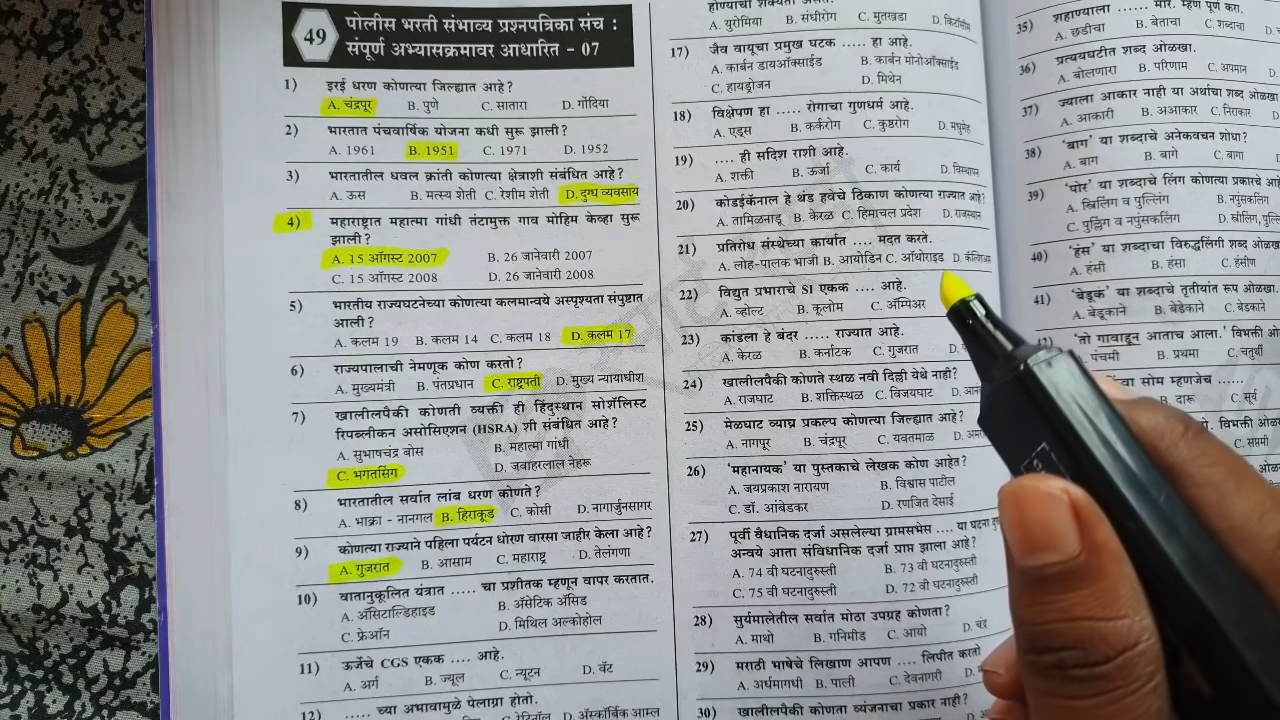 49
पोलीस भरती संभाव्य प्रश्नपत्रिका संच :
संपूर्ण अभ्यासक्रमावर आधारित - 07
1) इरई धरण कोणत्या जिल्ह्यात आहे?
A. चंद्रपूर B. पुणे C. सातारा D. गोंदिया
2) भारतात पंचवार्षिक योजना कधी सुरू झाली?
A. 1961 B. 1951 C. 1971 D. 1952
3) भारतातील धवल क्रांती कोणत्या क्षेत्राशी संबंधित आहे?
A. ऊस B. मत्स्य शेती C. रेशीम शेती D. दुग्ध व्यवसाय
4) महाराष्ट्रात महात्मा गांधी तंटामुक्त गाव मोहिम केव्हा सुरू
झाली?
A. 15 ऑगस्ट 2007 B. 26 जानेवारी 2007
C. 15 ऑगस्ट 2008 D. 26 जानेवारी 2008
5) भारतीय राज्यघटनेच्या कोणत्या कलमान्वये अस्पृश्यता संपुष्टात
आली?
A. कलम 19 B. कलम 14 C. कलम 18 D. कलम 17
6) राज्यपालाची नेमणूक कोण करतो?
A. मुख्यमंत्री B. पंतप्रधान C. राष्ट्रपती D. मुख्य न्यायाधीश
7) खालीलपैकी कोणती व्यक्ती ही हिंदुस्थान सोशॅलिस्ट
रिपब्लीकन असोसिएशन (HSRA) शी संबंधित आहे?
A. सुभाषचंद्र बोस B. महात्मा गांधी
C. भगतसिंग D. जवाहरलाल नेहरू
8) भारतातील सर्वात लांब धरण कोणते?
A. भाक्रा - नानगल B. हिराकूड C. कोसी D. नागार्जुनसागर
9) कोणत्या राज्याने पहिला पर्यटन धोरण वारसा जाहीर केला आहे?
A. गुजरात B. आसाम C. महाराष्ट्र D. तेलंगणा
10) वातानुकूलित यंत्रात ..... चा प्रशीतक म्हणून वापर करतात.
A. ॲसिटाल्डिहाइड B. ॲसेटिक ॲसिड
C. फ्रेऑन D. मिथिल अल्कोहोल
11) ऊर्जेचे CGS एकक .... आहे.
A. अर्ग B. ज्यूल C. न्यूटन D. वॅट
12) ..... च्या अभावामुळे पेलाग्रा होतो.
C. रेटिनॉल D. ॲस्कॉर्बिक आम्ल
होण्याची शक्यता असते.
A. युरोमिया B. संधीरोग C. मुतखडा
17) जैव वायूचा प्रमुख घटक ..... हा आहे.
A. कार्बन डायऑक्साईड B. कार्बन मोनोऑक्साईड
C. हायड्रोजन D. मिथेन
18) विक्षेपण हा ..... रोगाचा गुणधर्म आहे.
A. एड्स B. कर्करोग C. कुष्ठरोग D. मधुमेह
19) .... ही सदिश राशी आहे.
A. शक्ती B. ऊर्जा C. कार्य D. विस्थापन
20) कोडईकॅनाल हे थंड हवेचे ठिकाण कोणत्या राज्यात आहे?
A. तामिळनाडू B. केरळ C. हिमाचल प्रदेश D. राजस्थान
21) प्रतिरोध संस्थेच्या कार्यात .... मदत करते.
A. लोह-पालक भाजी B. आयोडिन C. ऑथोराइड D. कॅल्शिअम
22) विद्युत प्रभाराचे SI एकक .... आहे.
A. व्होल्ट B. कूलोम C. ॲम्पिअर
23) कांडला हे बंदर ..... राज्यात आहे.
A. केरळ B. कर्नाटक C. गुजरात D.
24) खालीलपैकी कोणते स्थळ नवी दिल्ली येथे नाही?
A. राजघाट B. शक्तिस्थळ C. विजयघाट D.
25) मेळघाट व्याघ्र प्रकल्प कोणत्या जिल्ह्यात आहे?
A. नागपूर B. चंद्रपूर C. यवतमाळ D.
26) 'महानायक' या पुस्तकाचे लेखक कोण आहेत?
A. जयप्रकाश नारायण B. विश्वास पाटील
C. डॉ. आंबेडकर D. रणजित देसाई
27) पूर्वी वैधानिक दर्जा असलेल्या ग्रामसभेस .... या घटना
अन्वये आता संविधानिक दर्जा प्राप्त झाला आहे?
A. 74 वी घटनादुरुस्ती B. 73 वी घटनादुरुस्ती
C. 75 वी घटनादुरुस्ती D. 72 वी घटनादुरुस्ती
28) सुर्यमालेतील सर्वात मोठा उपग्रह कोणता?
A. माथो B. गनिमीड C. आयो D. चंद्र
29) मराठी भाषेचे लिखाण आपण .... लिपीत करतो
A. अर्धमागधी B. पाली C. देवनागरी D.
30) खालीलपैकी कोणता व्यंजनाचा प्रकार नाही?
35) शहाण्याला ...... मार. म्हण पूर्ण करा.
A. छडीचा B. बेताचा C. शब्दाचा
36) प्रत्ययघटीत शब्द ओळखा.
A. बोलणारा B. परिणाम C. अपमान D.
37) ज्याला आकार नाही या अर्थाचा शब्द
A. आकारी B. अआकार C. निराकार D.
38) 'बाग' या शब्दाचे अनेकवचन शोधा?
A. बाग B. बागे C. बागा
39) 'पोर' या शब्दाचे लिंग कोणत्या प्रकारचे
A. स्त्रिलिंग व पुल्लिंग B. नपुसकलिंग
C. पुर्ल्लिग व नपुसकलिंग
40) 'हंस' या शब्दाचा विरुद्धलिंगी शब्द
A. हंसी B. हंसा C. हंसीण
41) 'बेडूक' या शब्दाचे तृतीयांत रूप
A. बेडूकाने B. बेडेकाने C. बेडकाने
'तो गावाहून आताच आला.' विभक्ती
पंचमी B. प्रथमा C. चतुर्थी
सोम म्हणजेच ......
B. दारू C. सूर्य
विभक्ती
C. सप्तमी